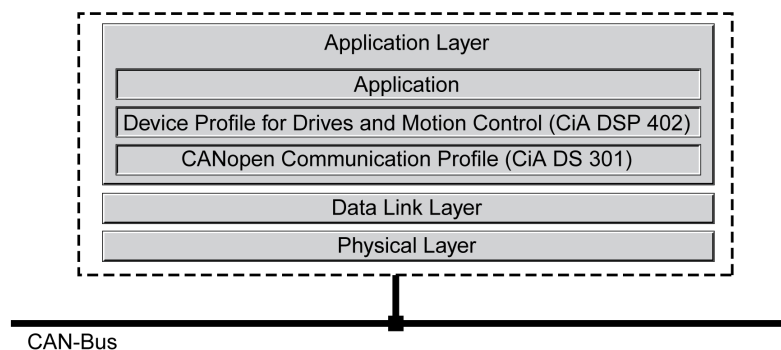 Application Layer
Application
Device Profile for Drives and Motion Control (CiA DSP 402)
CANopen Communication Profile (CiA DS 301)
Data Link Layer
Physical Layer
CAN-Bus